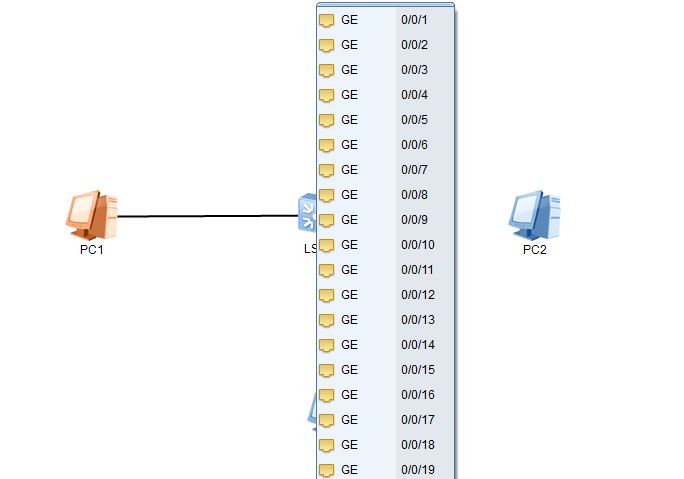 GE 0/0/1
GE 0/0/2
GE 0/0/3
GE 0/0/4
GE 0/0/5
GE 0/0/6
GE 0/0/7
GE 0/0/8
GE 0/0/9
GE 0/0/10
GE 0/0/11
GE 0/0/12
GE 0/0/13
GE 0/0/14
GE 0/0/15
GE 0/0/16
GE 0/0/17
GE 0/0/18
GE 0/0/19
PC1
LS
PC2